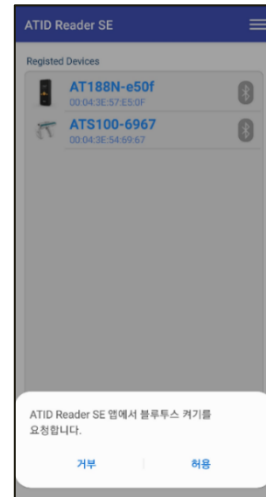 ATID Reader SE
Registed Devices
AT188N-e50f
00:04:3E:57:E5:0F
ATS100-6967
00:04:3E:54:69:67
ATID Reader SE 앱에서 블루투스 켜기를
요청합니다.
거부 허용